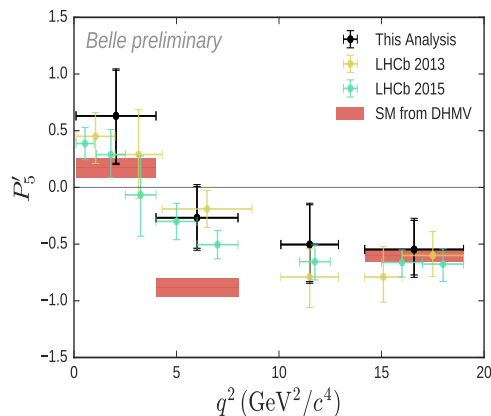 Belle preliminary
This Analysis
LHCb 2013
LHCb 2015
SM from DHMV
P′₅
1.5
1.0
0.5
0.0
−0.5
−1.0
−1.5
0 5 10 15 20
q² (GeV²/c⁴)